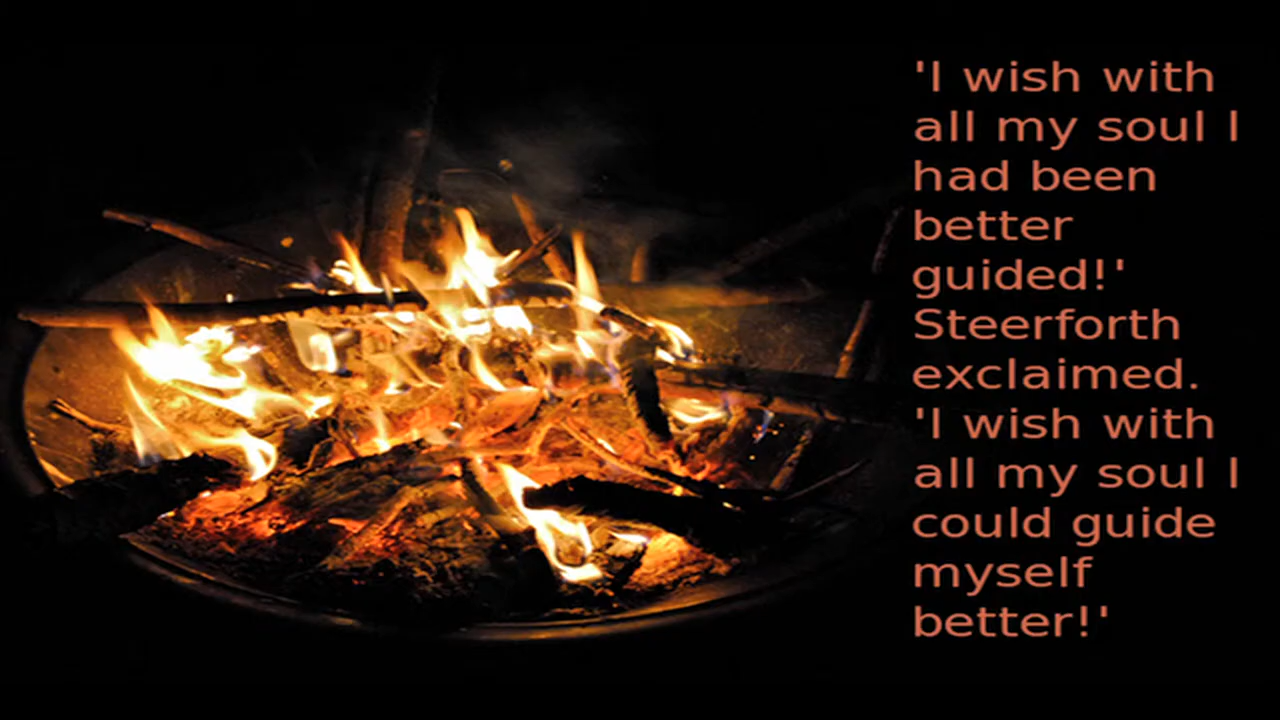 'I wish with
all my soul I
had been
better
guided!'
Steerforth
exclaimed.
'I wish with
all my soul I
could guide
myself
better!'